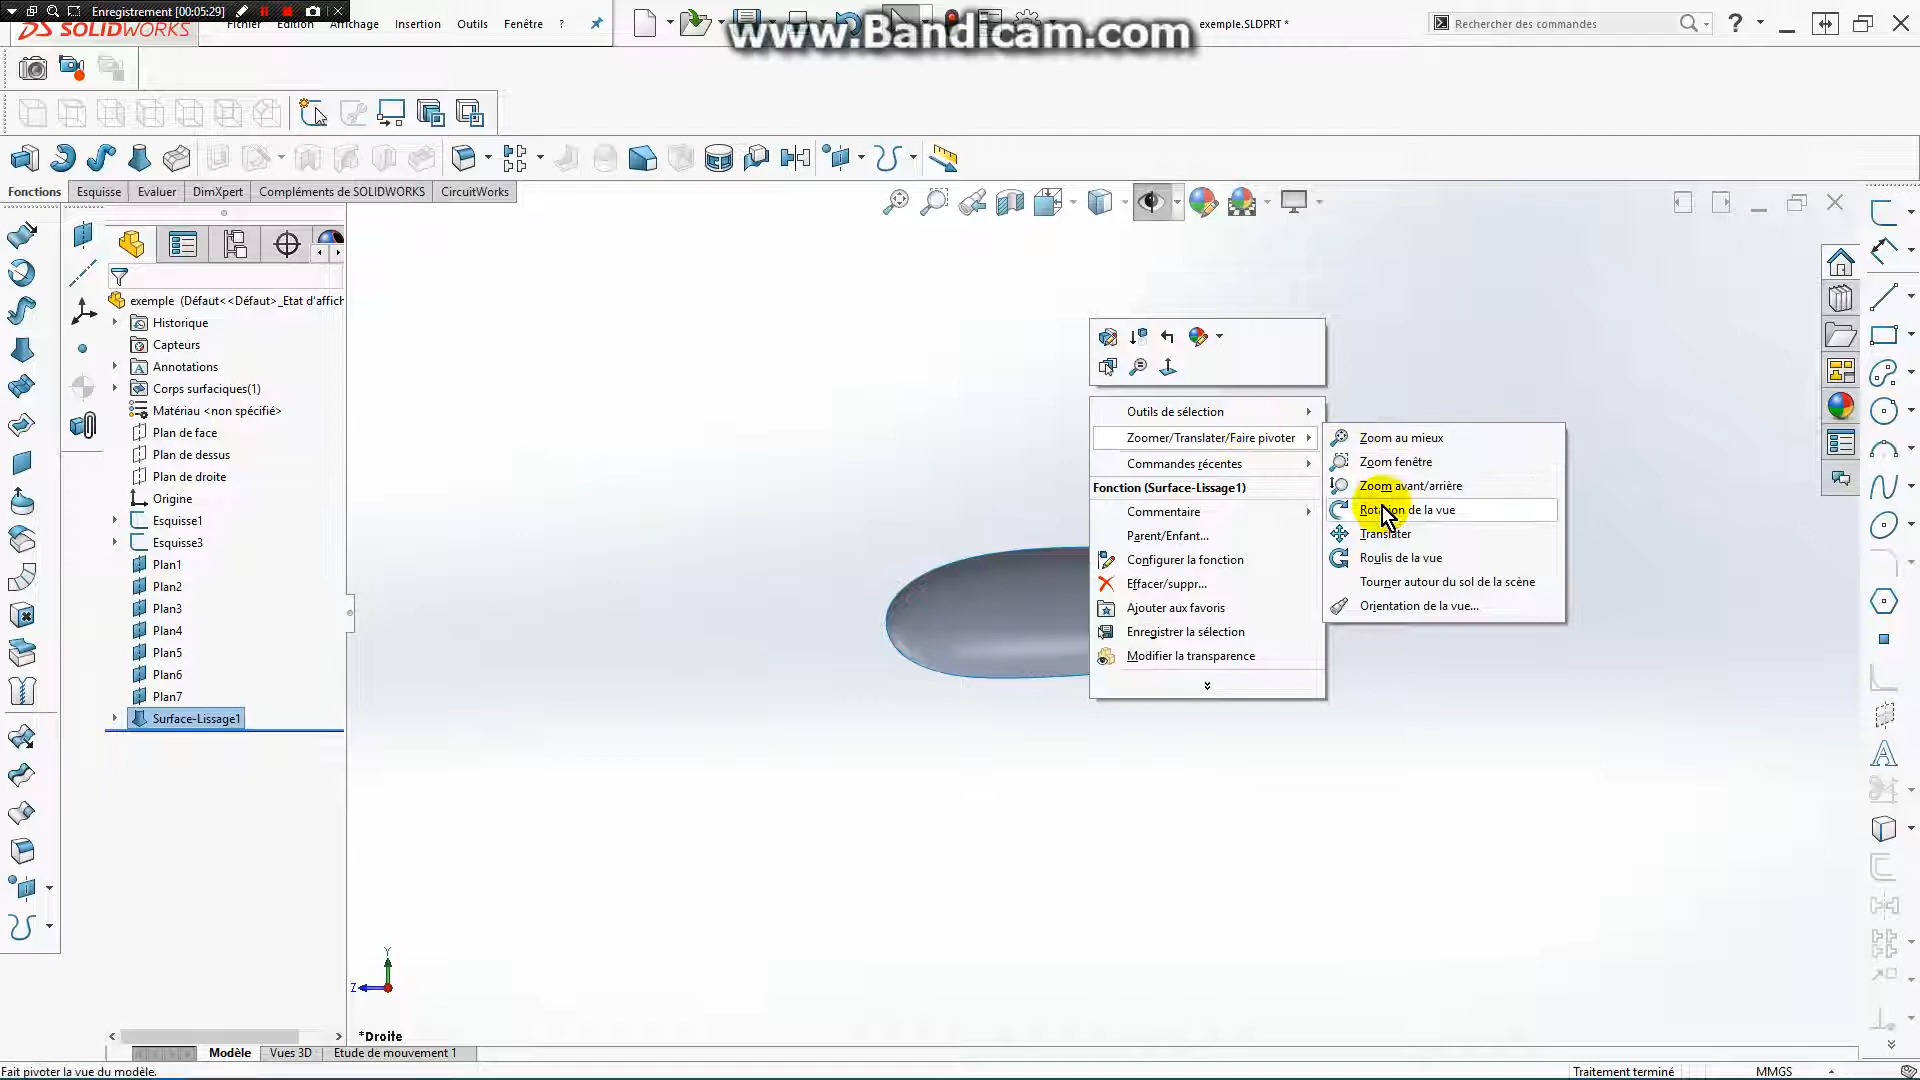 Enregistrement [00:05:29]
SOLIDWORKS
Fichier Edition Affichage Insertion Outils Fenêtre ?
exemple.SLDPRT *
Rechercher des commandes
www.Bandicam.com
Fonctions Esquisse Evaluer DimXpert Compléments de SOLIDWORKS CircuitWorks
exemple (Défaut<<Défaut>_Etat d'affich
Historique
Capteurs
Annotations
Corps surfaciques(1)
Matériau <non spécifié>
Plan de face
Plan de dessus
Plan de droite
Origine
Esquisse1
Esquisse3
Plan1
Plan2
Plan3
Plan4
Plan5
Plan6
Plan7
Surface-Lissage1
Outils de sélection
Zoomer/Translater/Faire pivoter
Commandes récentes
Fonction (Surface-Lissage1)
Commentaire
Parent/Enfant...
Configurer la fonction
Effacer/suppr...
Ajouter aux favoris
Enregistrer la sélection
Modifier la transparence
Zoom au mieux
Zoom fenêtre
Zoom avant/arrière
Rotation de la vue
Translater
Roulis de la vue
Tourner autour du sol de la scène
Orientation de la vue...
Y
Z
*Droite
Modèle Vues 3D Etude de mouvement 1
Fait pivoter la vue du modèle.
Traitement terminé
MMGS